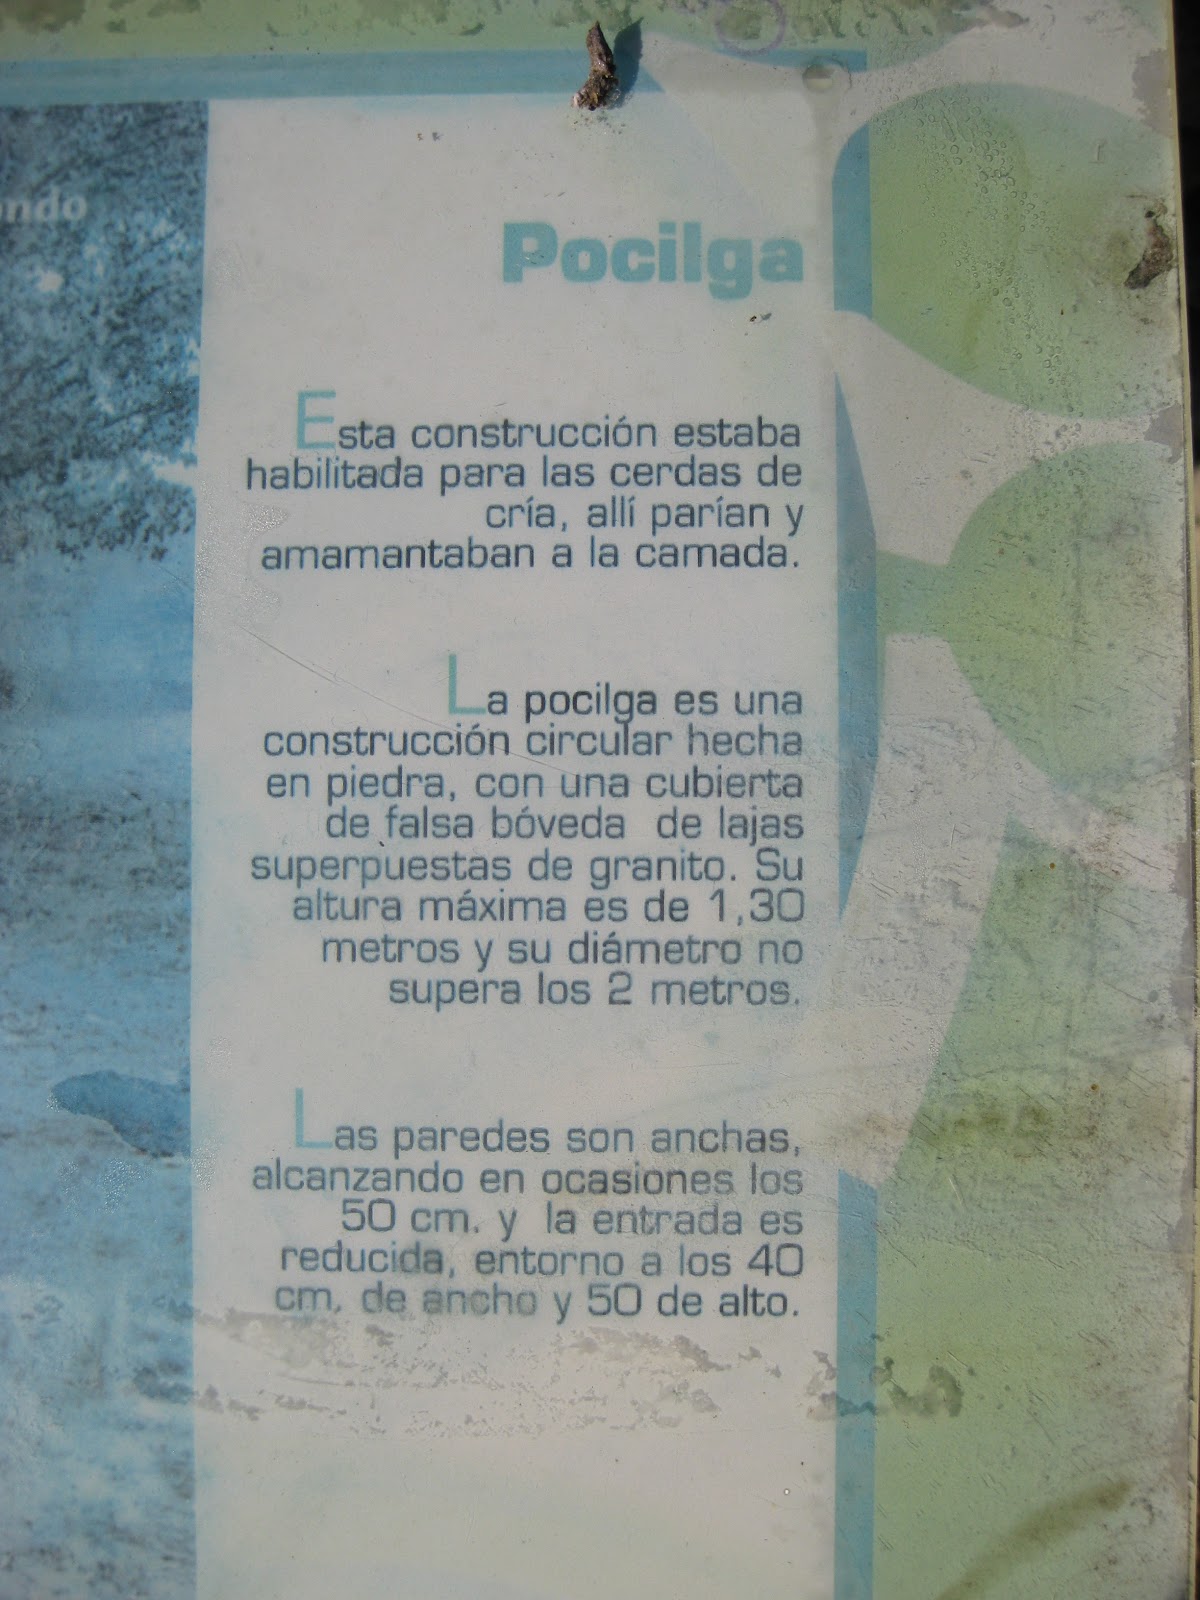 Pocilga
Esta construcción estaba
habilitada para las cerdas de
cría, allí parían y
amamantaban a la camada.
La pocilga es una
construcción circular hecha
en piedra, con una cubierta
de falsa bóveda de lajas
superpuestas de granito. Su
altura máxima es de 1,30
metros y su diámetro no
supera los 2 metros.
Las paredes son anchas,
alcanzando en ocasiones los
50 cm. y la entrada es
reducida, entorno a los 40
cm, de ancho y 50 de alto.